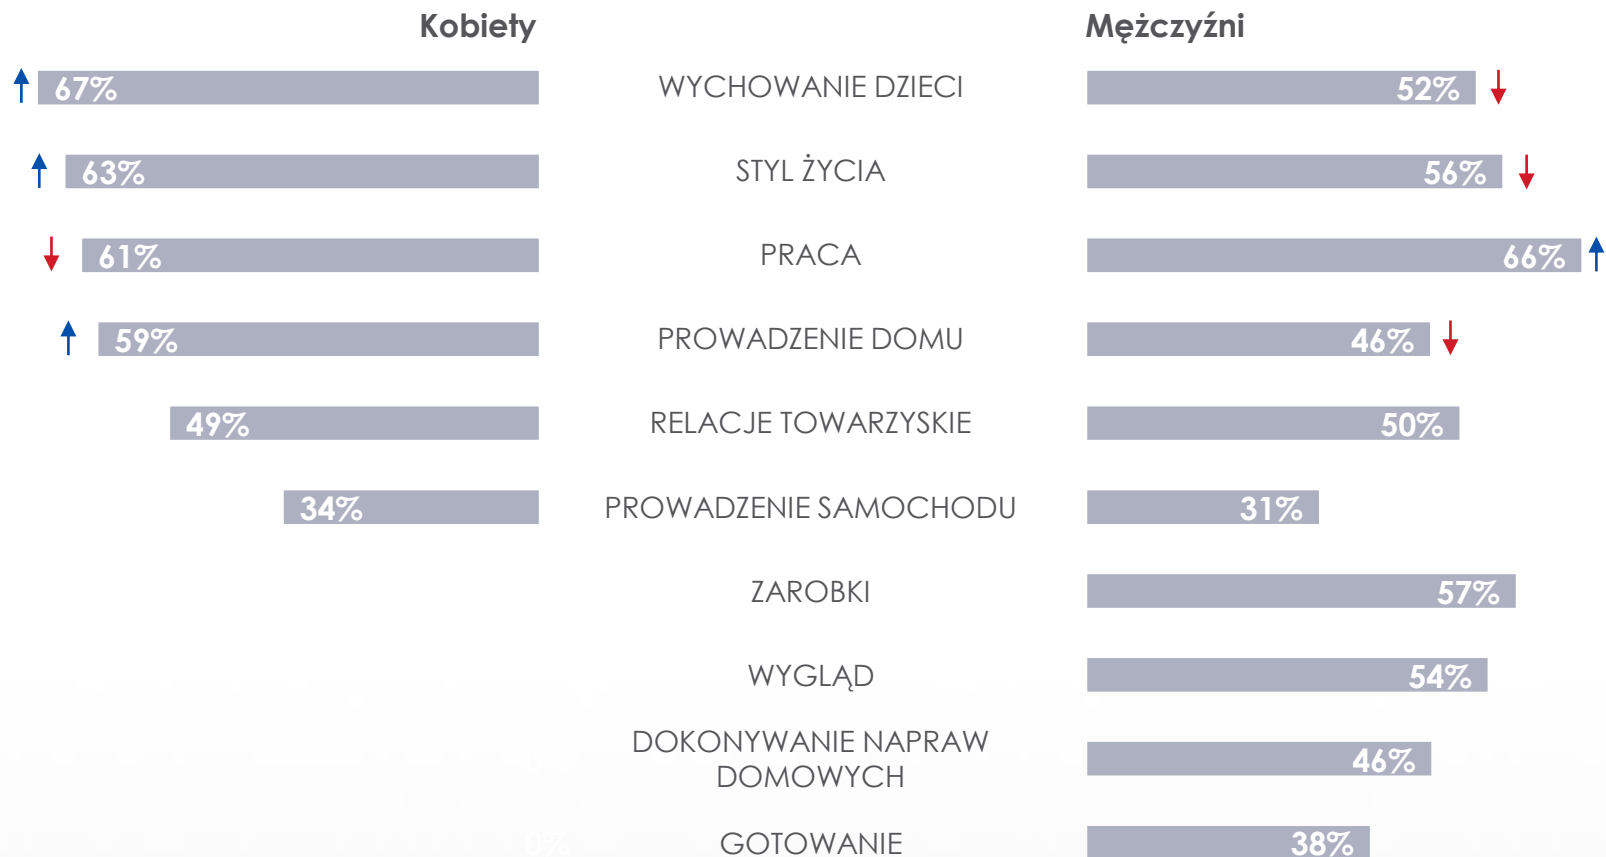 Kobiety Mężczyźni
67% WYCHOWANIE DZIECI 52%
63% STYL ŻYCIA 56%
61% PRACA 66%
59% PROWADZENIE DOMU 46%
49% RELACJE TOWARZYSKIE 50%
34% PROWADZENIE SAMOCHODU 31%
ZAROBKI 57%
WYGLĄD 54%
DOKONYWANIE NAPRAW
DOMOWYCH 46%
0% GOTOWANIE 38%